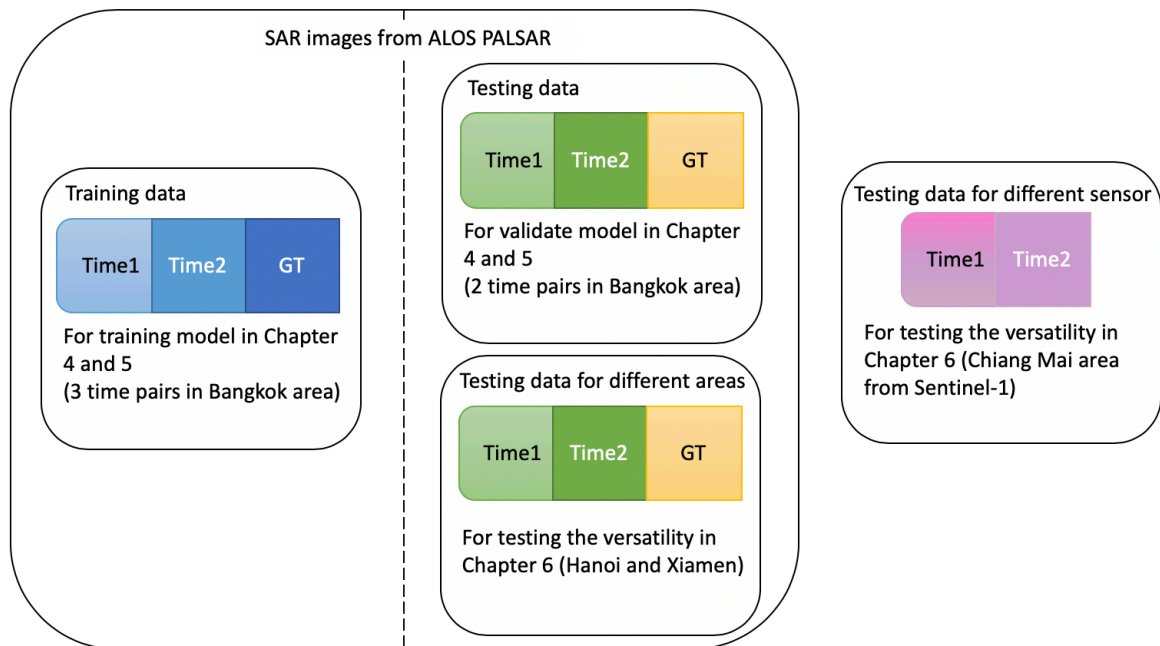 SAR images from ALOS PALSAR
Training data
Time1 Time2 GT
For training model in Chapter
4 and 5
(3 time pairs in Bangkok area)
Testing data
Time1 Time2 GT
For validate model in Chapter
4 and 5
(2 time pairs in Bangkok area)
Testing data for different areas
Time1 Time2 GT
For testing the versatility in
Chapter 6 (Hanoi and Xiamen)
Testing data for different sensor
Time1 Time2
For testing the versatility in
Chapter 6 (Chiang Mai area
from Sentinel-1)